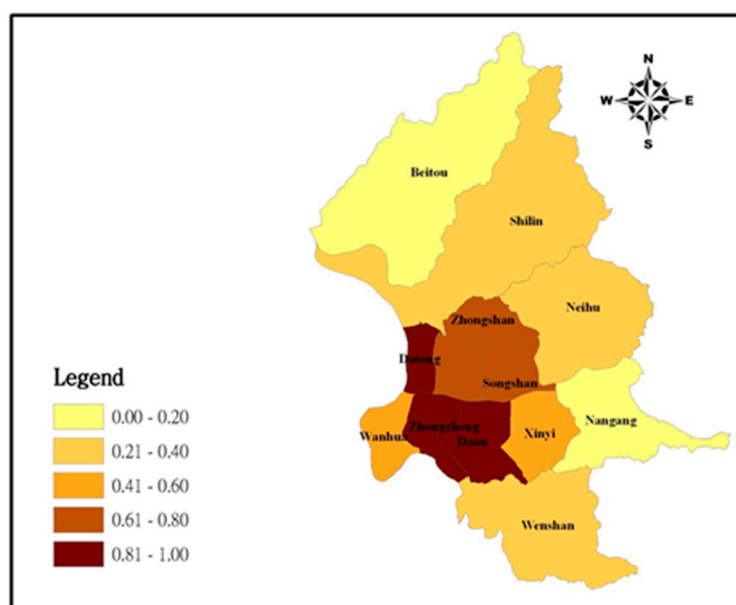 N
W E
S
Beitou
Shilin
Neihu
Zhongshan
Datong
Songshan
Legend
0.00 - 0.20
0.21 - 0.40
0.41 - 0.60
0.61 - 0.80
0.81 - 1.00
Nangang
Zhongzheng
Wanhua
Daan
Xinyi
Wenshan